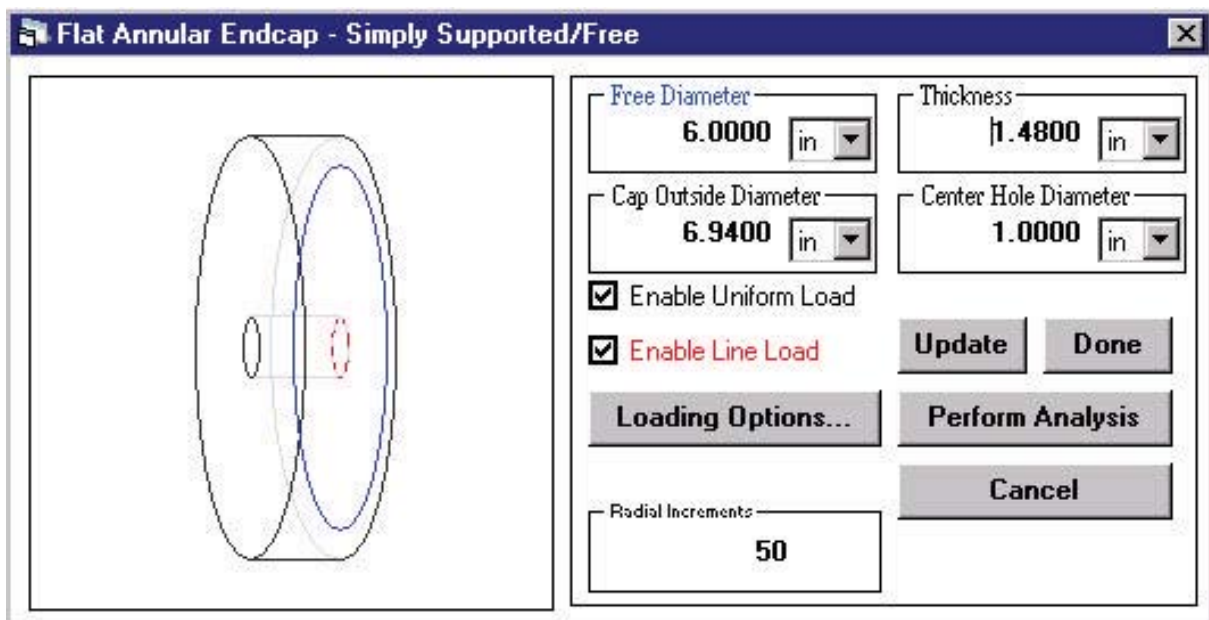 Flat Annular Endcap - Simply Supported/Free
Free Diameter
6.0000 in
Thickness
1.4800 in
Cap Outside Diameter
6.9400 in
Center Hole Diameter
1.0000 in
Enable Uniform Load
Enable Line Load
Update
Done
Loading Options...
Perform Analysis
Cancel
Radial Increments
50